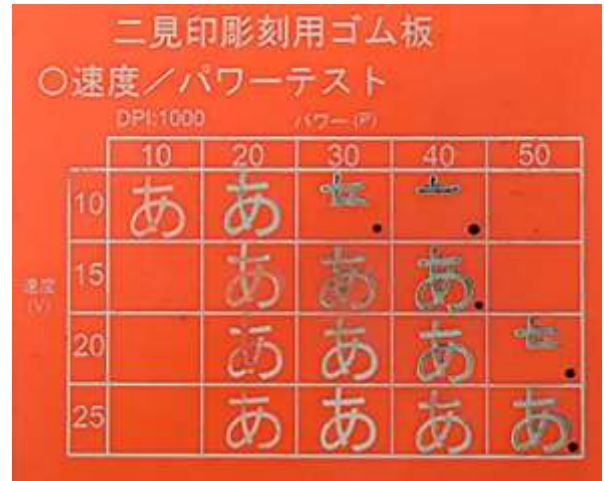 二見印彫刻用ゴム板
○速度／パワーテスト
DPI:1000 パワー(P)
10 20 30 40 50
10 あ あ
15 あ あ あ
速度
(V)
20 あ あ あ
25 あ あ あ あ